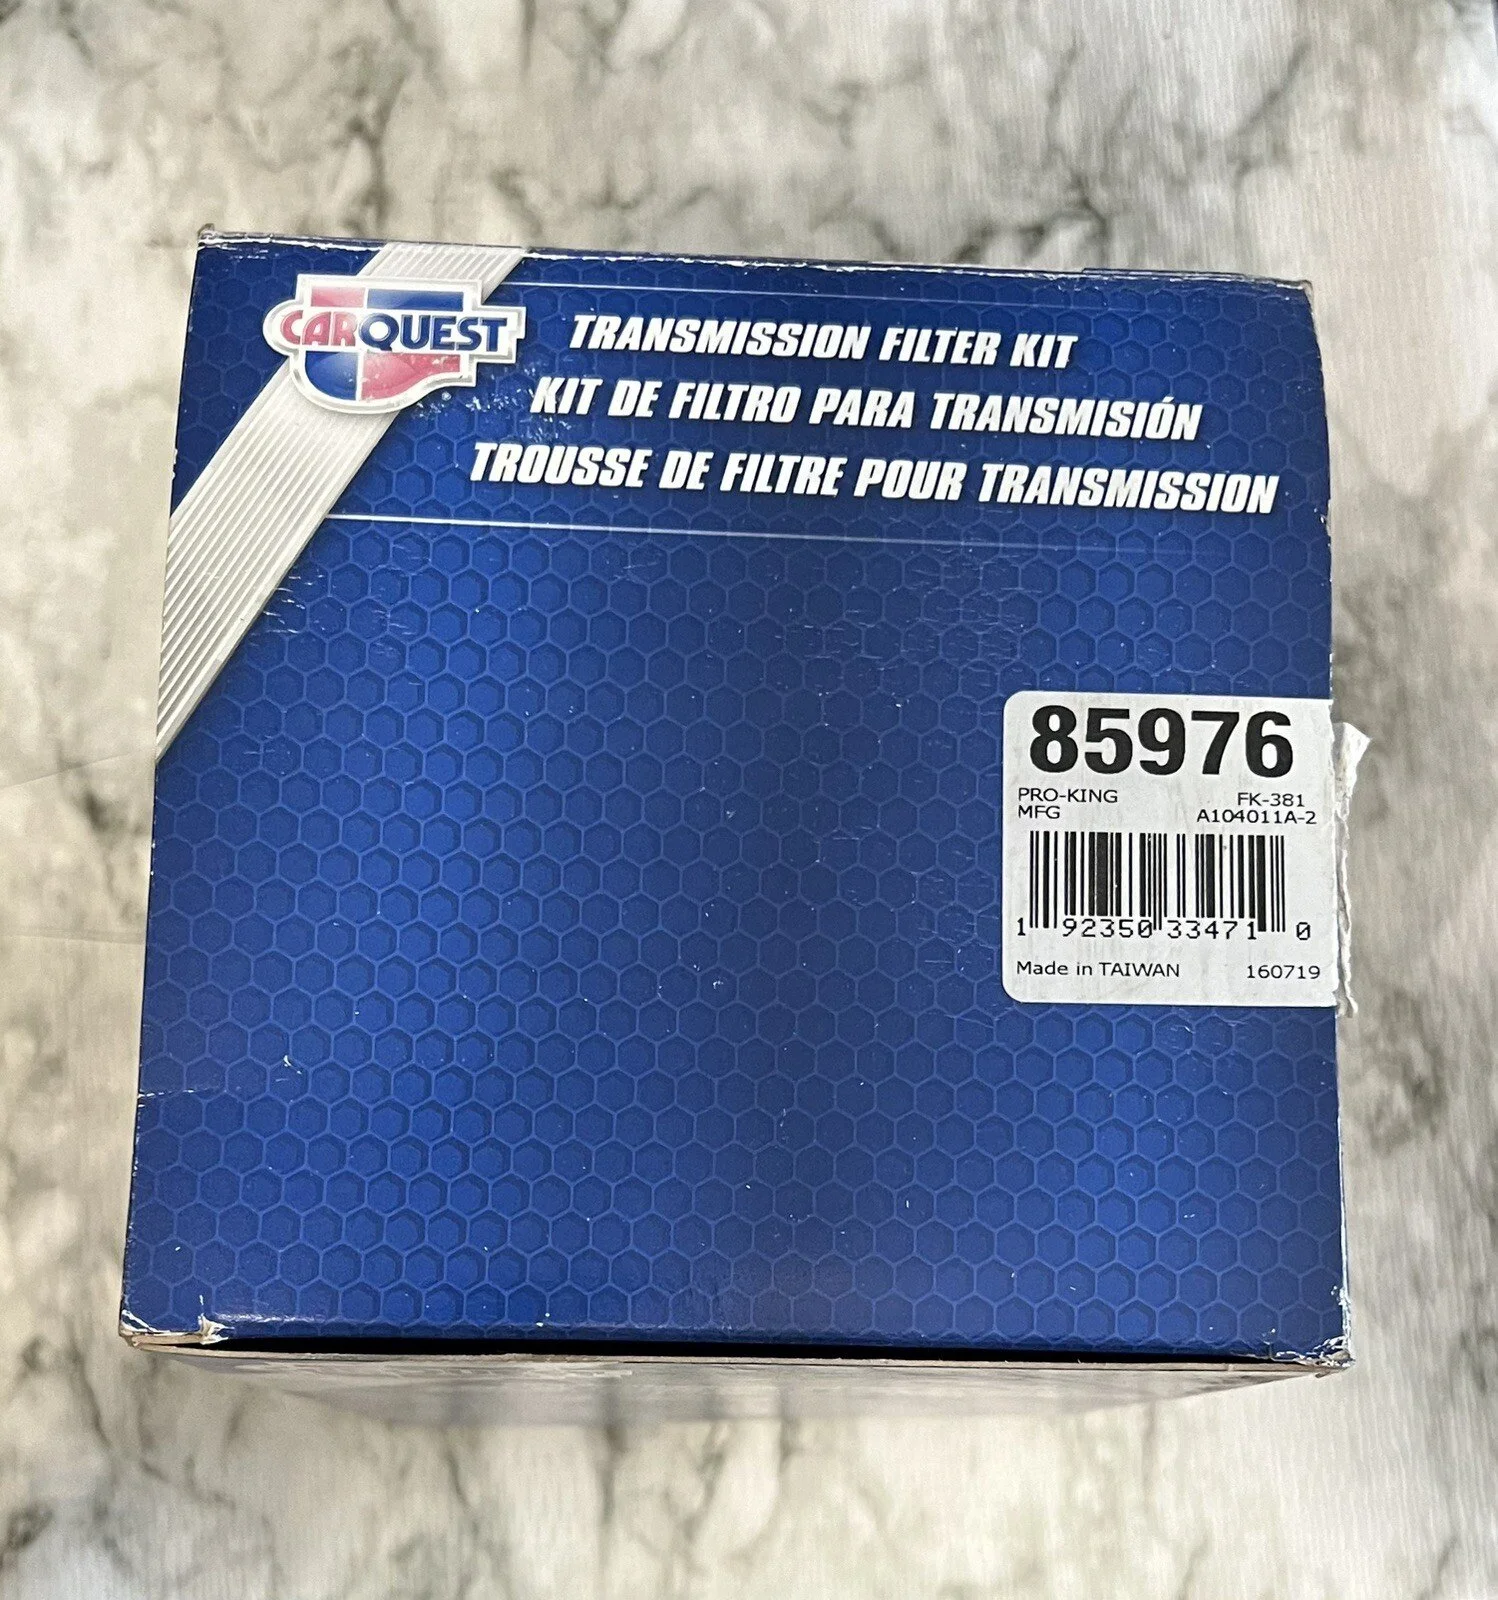 CARQUEST
TRANSMISSION FILTER KIT
KIT DE FILTRO PARA TRANSMISIÓN
TROUSSE DE FILTRE POUR TRANSMISSION
85976
PRO-KING FK-381
MFG A104011A-2
1 92350 33471 0
Made in TAIWAN 160719